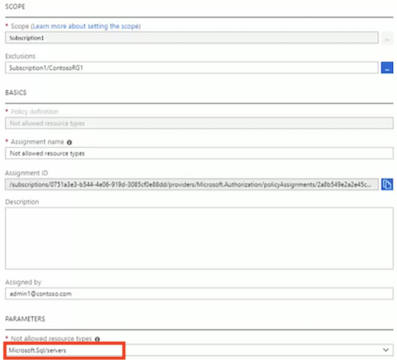 SCOPE
* Scope (Learn more about setting the scope)
Subscription1
Exclusions
Subscription1/ContosoRG1
BASICS
* Policy definition
Not allowed resource types
* Assignment name
Not allowed resource types
Assignment ID
/subscriptions/0751a3e3-b544-4e06-919d-3085cf0e88dd/providers/Microsoft.Authorization/policyAssignments/2a8b549e2a2e45c...
Description
Assigned by
admin1@contoso.com
PARAMETERS
* Not allowed resource types
Microsoft.Sql/servers